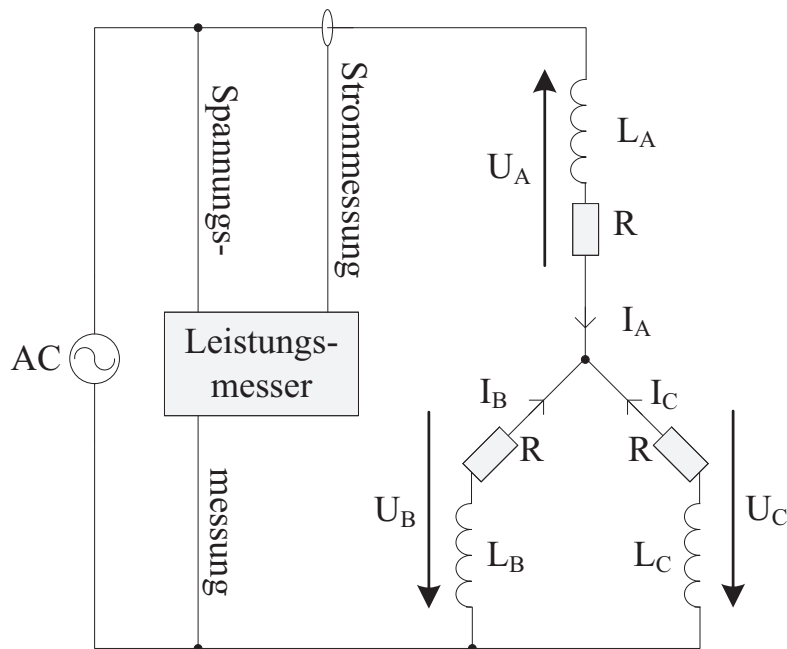 Spannungs-
messung
Strommessung
AC
Leistungs-
messer
U_A
L_A
R
I_A
I_B
I_C
R
R
U_B
U_C
L_B
L_C